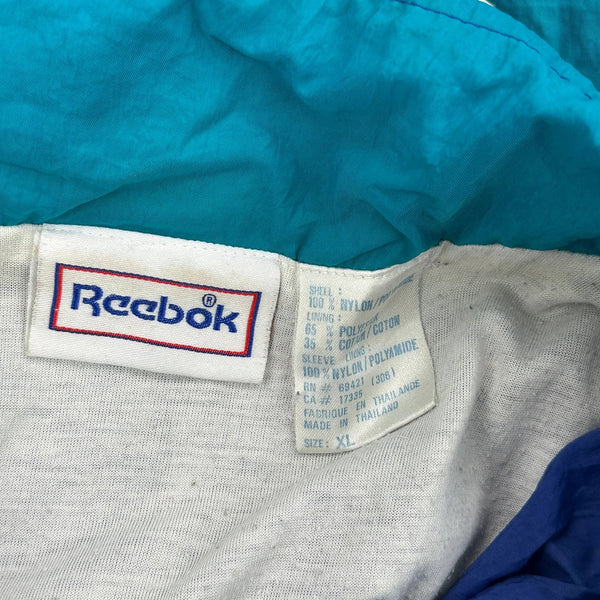 Reebok®
SHELL:
100 % NYLON/POLYAMIDE
LINING:
65 % POLYESTER
35 % COTTON/COTON
SLEEVE LINING:
100 % NYLON/POLYAMIDE
RN # 69421 (306)
CA # 17335
FABRIQUE EN THAILANDE
MADE IN THAILAND
SIZE: XL